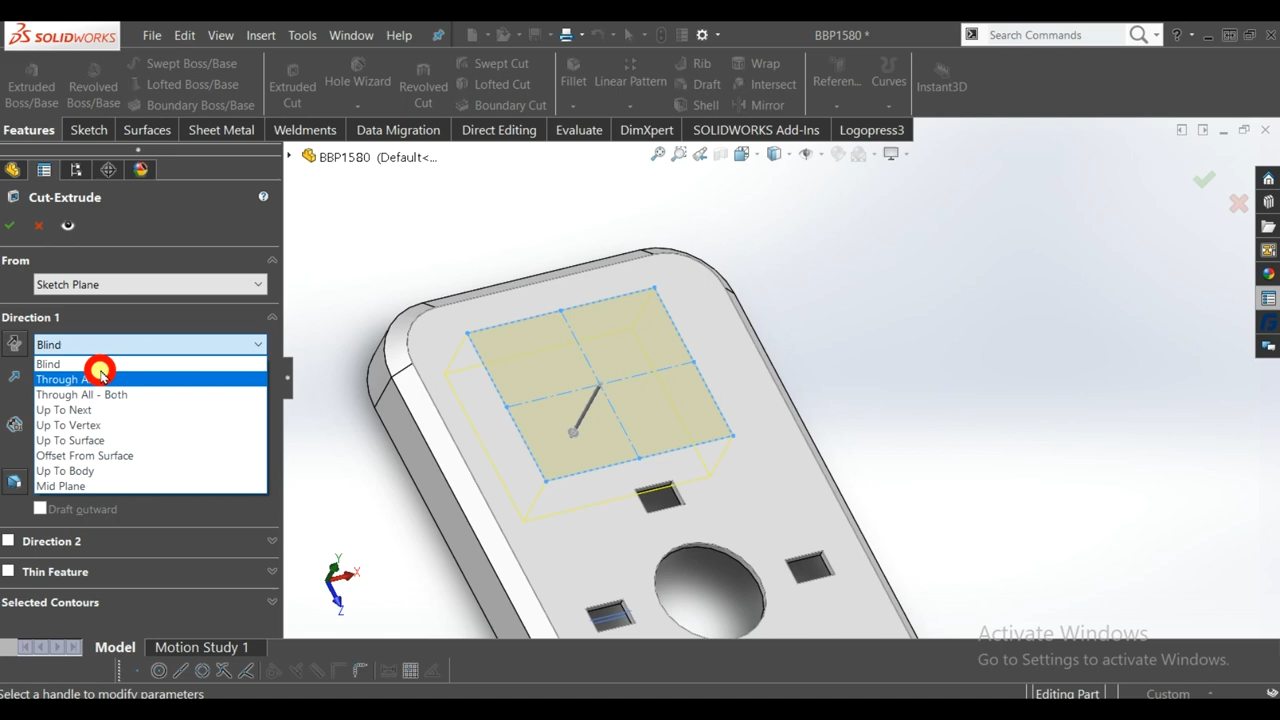 SOLIDWORKS File Edit View Insert Tools Window Help BBP1580 * Search Commands ?
Extruded Boss/Base
Revolved Boss/Base
Swept Boss/Base
Lofted Boss/Base
Boundary Boss/Base
Extruded Cut
Hole Wizard
Revolved Cut
Swept Cut
Lofted Cut
Boundary Cut
Fillet
Linear Pattern
Rib
Draft
Shell
Wrap
Intersect
Mirror
Referen...
Curves
Instant3D
Features Sketch Surfaces Sheet Metal Weldments Data Migration Direct Editing Evaluate DimXpert SOLIDWORKS Add-Ins Logopress3
BBP1580 (Default<...
Cut-Extrude
From
Sketch Plane
Direction 1
Blind
Blind
Through
Through All - Both
Up To Next
Up To Vertex
Up To Surface
Offset From Surface
Up To Body
Mid Plane
Draft outward
Direction 2
Thin Feature
Selected Contours
Y
X
Z
Model Motion Study 1
Activate Windows
Go to Settings to activate Windows.
Select a handle to modify parameters
Editing Part Custom